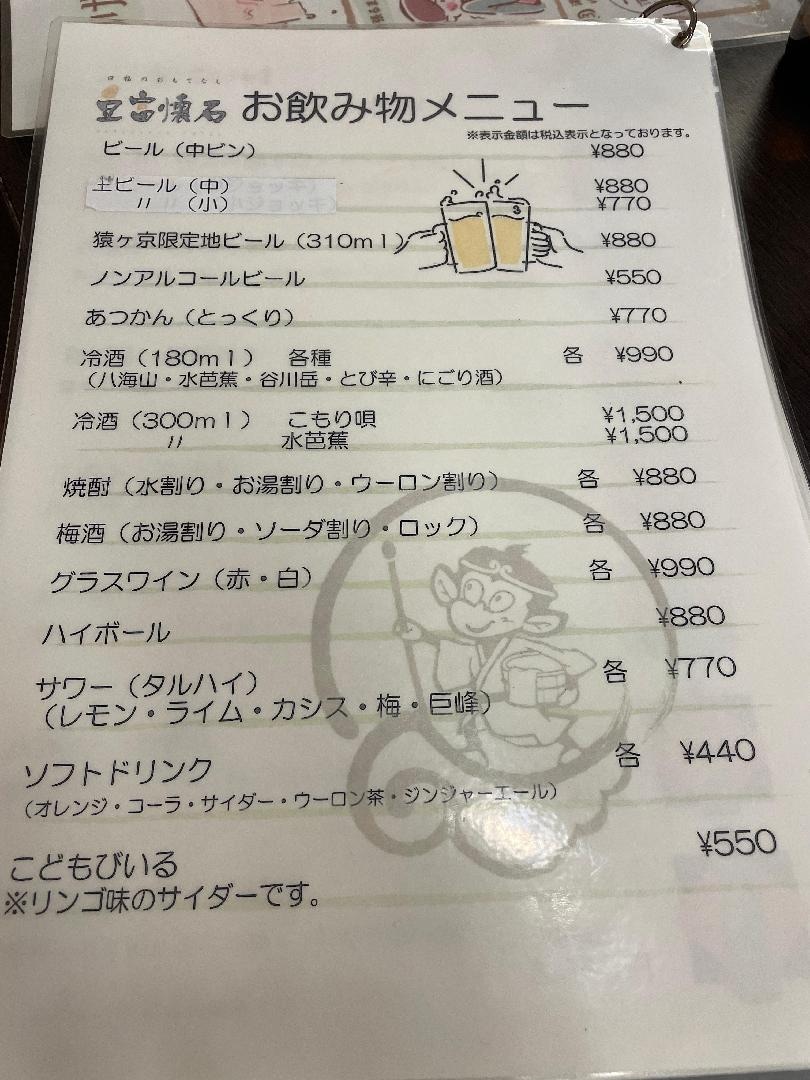 豆富懐石 お飲み物メニュー
※表示金額は税込表示となっております。
ビール（中ビン） ¥880
生ビール（中） ¥880
〃 （小） ¥770
猿ヶ京限定地ビール（310ml） ¥880
ノンアルコールビール ¥550
あつかん（とっくり） ¥770
冷酒（180ml） 各種 各 ¥990
（八海山・水芭蕉・谷川岳・とび辛・にごり酒）
冷酒（300ml） こもり唄 ¥1,500
〃 水芭蕉 ¥1,500
焼酎（水割り・お湯割り・ウーロン割り） 各 ¥880
梅酒（お湯割り・ソーダ割り・ロック） 各 ¥880
グラスワイン（赤・白） 各 ¥990
ハイボール ¥880
サワー（タルハイ） 各 ¥770
（レモン・ライム・カシス・梅・巨峰）
ソフトドリンク 各 ¥440
（オレンジ・コーラ・サイダー・ウーロン茶・ジンジャーエール）
こどもびいる ¥550
※リンゴ味のサイダーです。